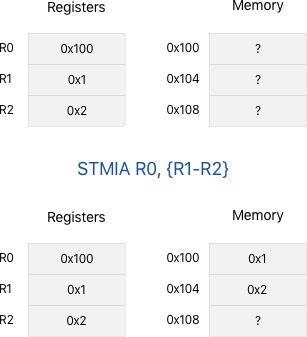 Registers Memory
R0 0x100 0x100 ?
R1 0x1 0x104 ?
R2 0x2 0x108 ?
STMIA R0, {R1-R2}
Registers Memory
R0 0x100 0x100 0x1
R1 0x1 0x104 0x2
R2 0x2 0x108 ?